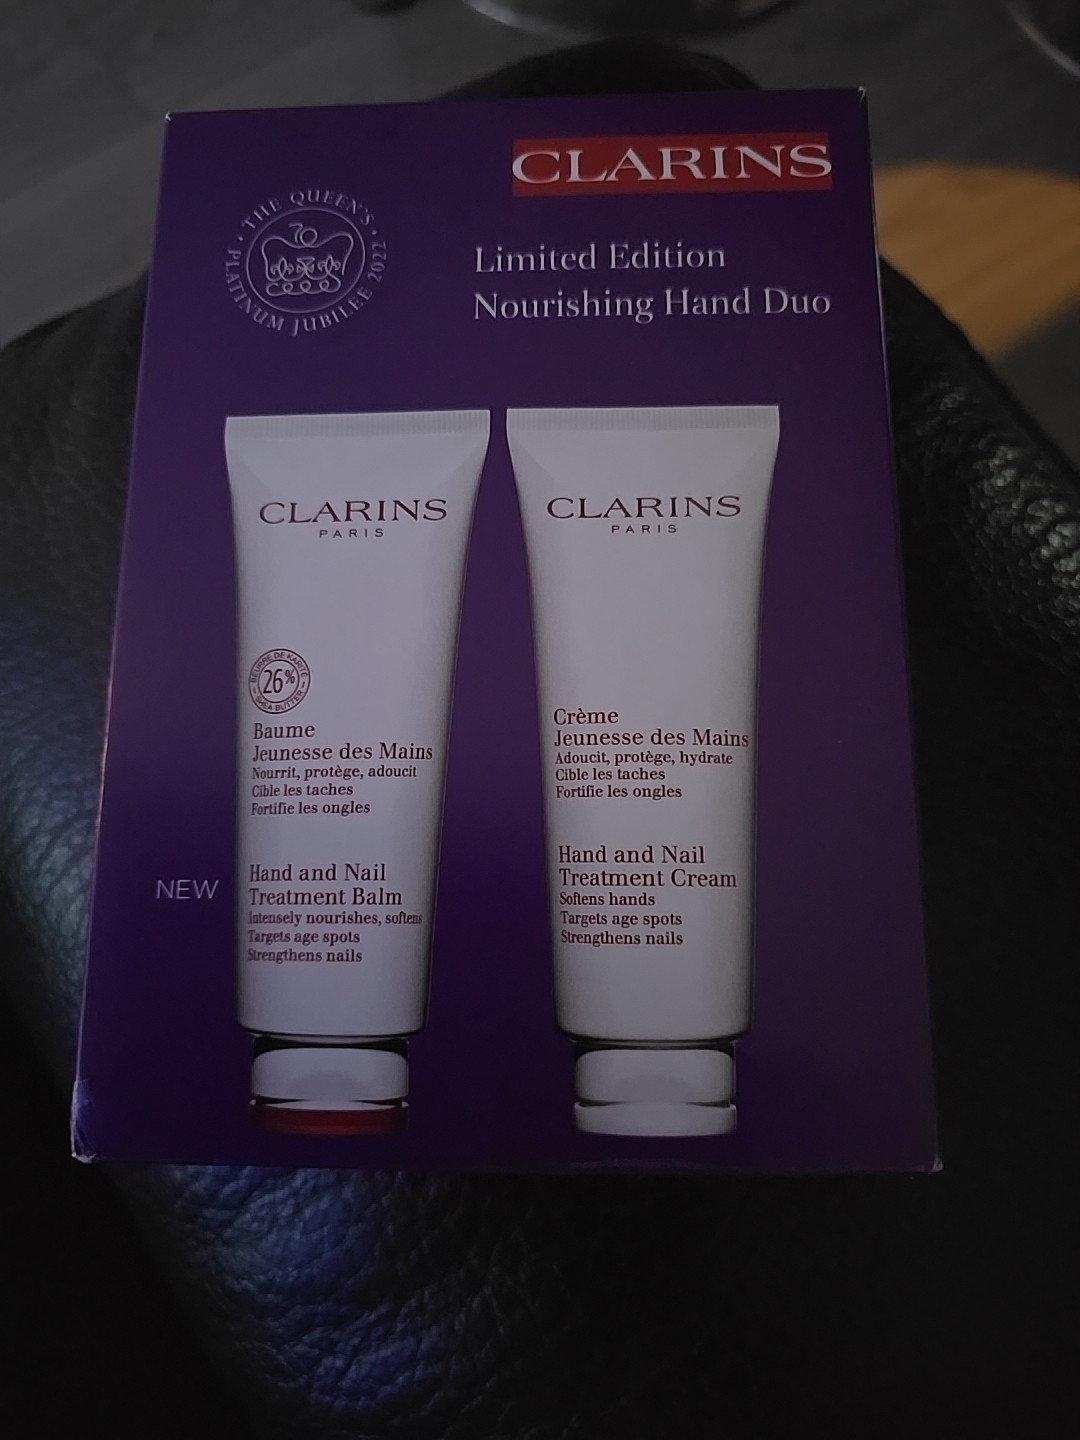 CLARINS
THE QUEEN'S
PLATINUM JUBILEE 2022
70
Limited Edition
Nourishing Hand Duo
CLARINS
PARIS
BEURRE DE KARITÉ
26%
SHEA BUTTER
Baume
Jeunesse des Mains
Nourrit, protège, adoucit
Cible les taches
Fortifie les ongles
Hand and Nail
Treatment Balm
Intensely nourishes, softens
Targets age spots
Strengthens nails
NEW
CLARINS
PARIS
Crème
Jeunesse des Mains
Adoucit, protège, hydrate
Cible les taches
Fortifie les ongles
Hand and Nail
Treatment Cream
Softens hands
Targets age spots
Strengthens nails